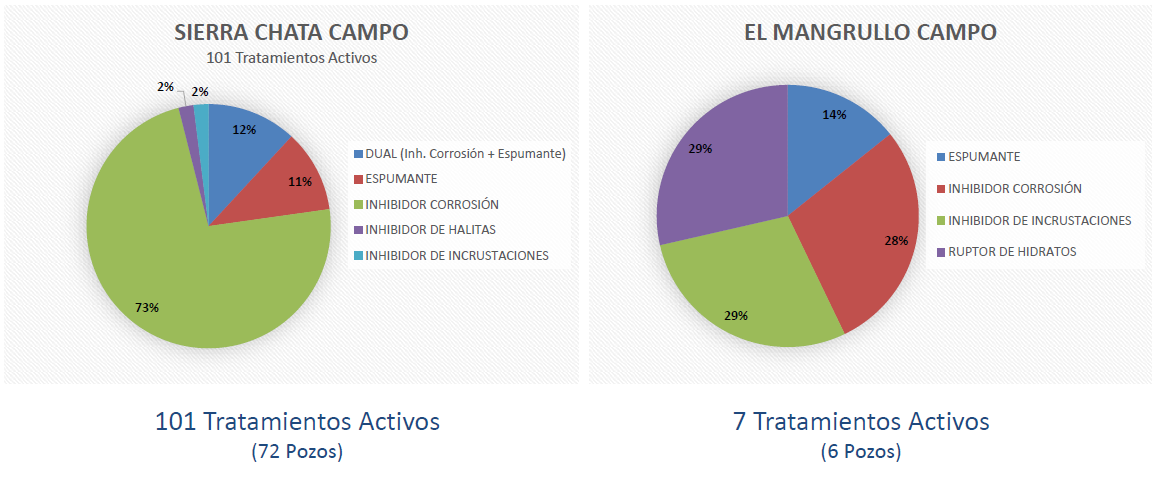 SIERRA CHATA CAMPO
101 Tratamientos Activos
2%
2%
12%
11%
73%
DUAL (Inh. Corrosión + Espumante)
ESPUMANTE
INHIBIDOR CORROSIÓN
INHIBIDOR DE HALITAS
INHIBIDOR DE INCRUSTACIONES
101 Tratamientos Activos
(72 Pozos)
EL MANGRULLO CAMPO
14%
29%
28%
29%
ESPUMANTE
INHIBIDOR CORROSIÓN
INHIBIDOR DE INCRUSTACIONES
RUPTOR DE HIDRATOS
7 Tratamientos Activos
(6 Pozos)